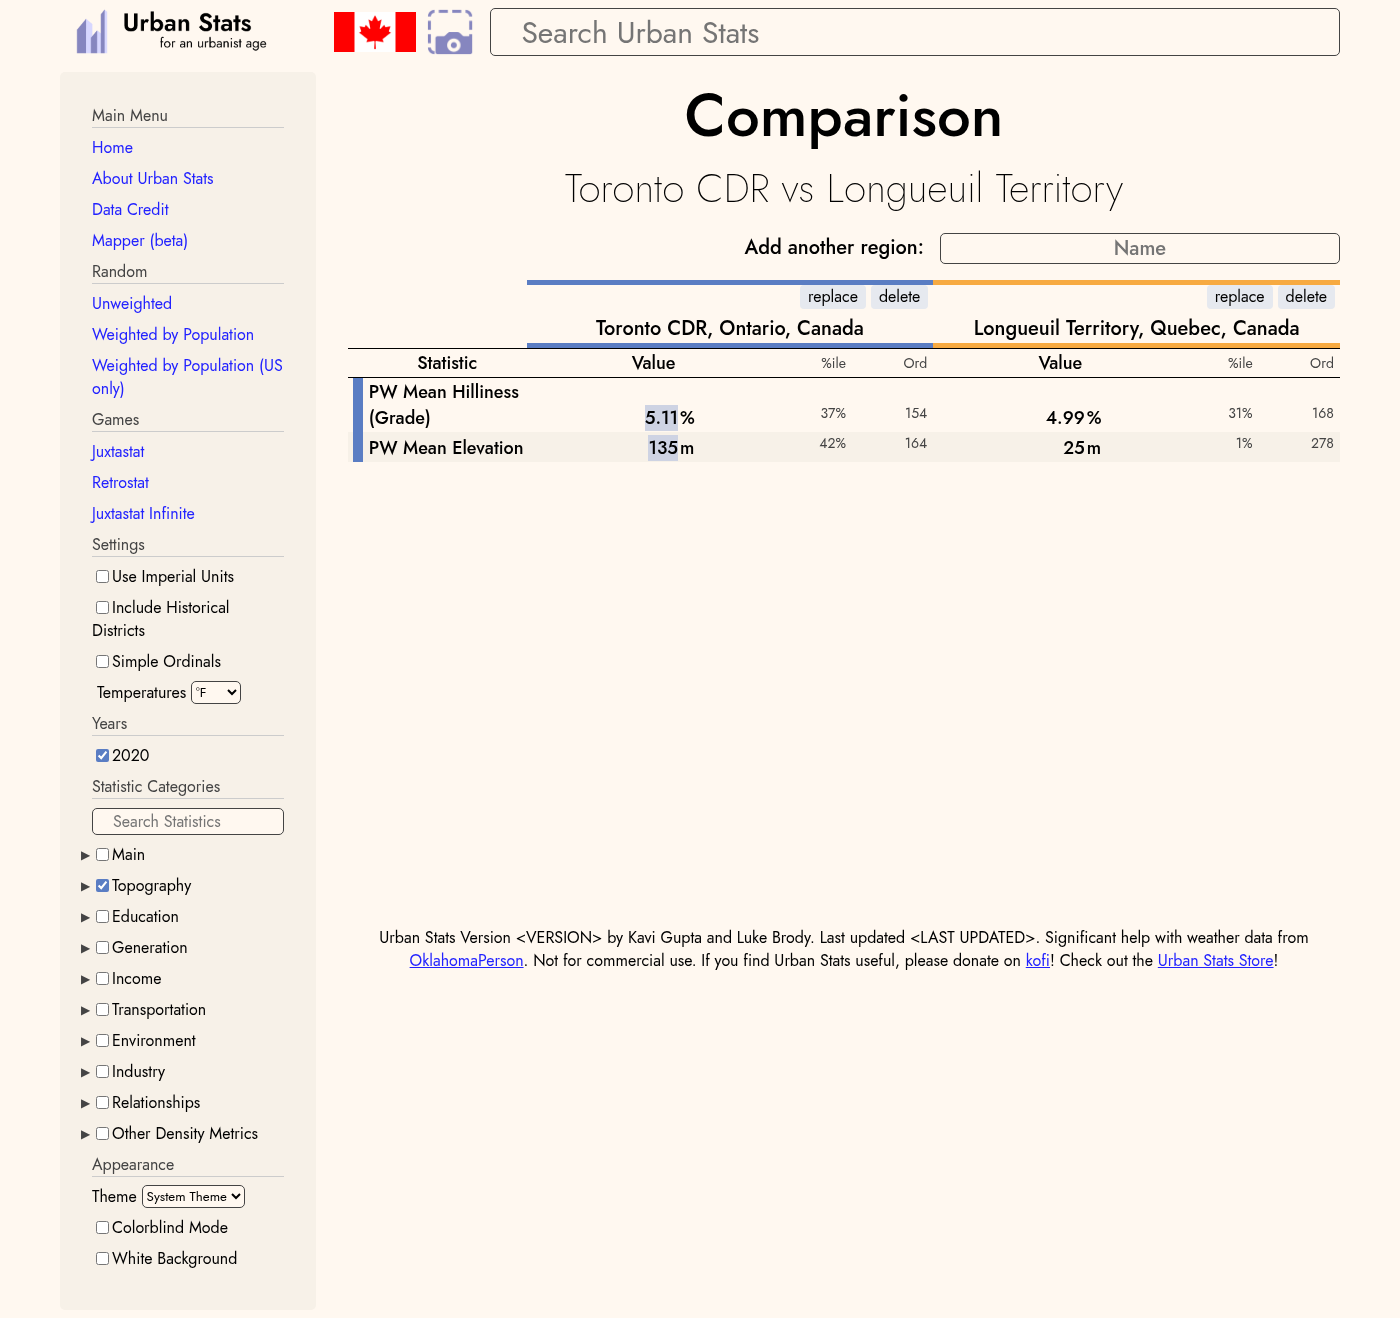 Urban Stats
for an urbanist age
Search Urban Stats
Main Menu
Home
About Urban Stats
Data Credit
Mapper (beta)
Random
Unweighted
Weighted by Population
Weighted by Population (US
only)
Games
Juxtastat
Retrostat
Juxtastat Infinite
Settings
Use Imperial Units
Include Historical
Districts
Simple Ordinals
Temperatures °F
Years
2020
Statistic Categories
Search Statistics
Main
Topography
Education
Generation
Income
Transportation
Environment
Industry
Relationships
Other Density Metrics
Appearance
Theme System Theme
Colorblind Mode
White Background
Comparison
Toronto CDR vs Longueuil Territory
Add another region: Name
replace delete replace delete
Toronto CDR, Ontario, Canada Longueuil Territory, Quebec, Canada
Statistic Value %ile Ord Value %ile Ord
PW Mean Hilliness
(Grade) 5.11% 37% 154 4.99% 31% 168
PW Mean Elevation 135m 42% 164 25m 1% 278
Urban Stats Version <VERSION> by Kavi Gupta and Luke Brody. Last updated <LAST UPDATED>. Significant help with weather data from
OklahomaPerson. Not for commercial use. If you find Urban Stats useful, please donate on kofi! Check out the Urban Stats Store!